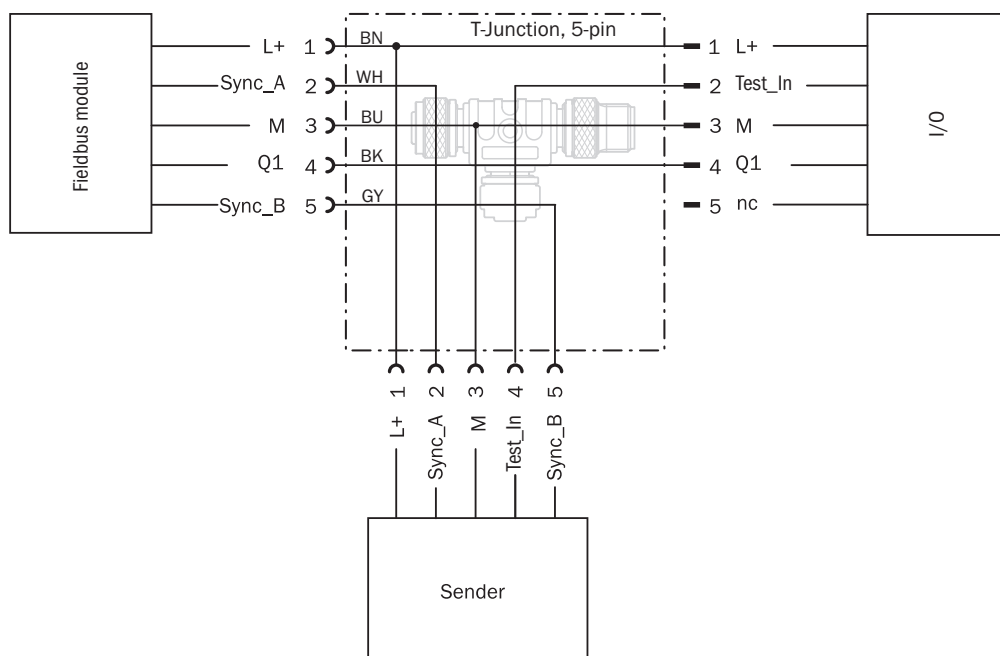 T-Junction, 5-pin
Fieldbus module
L+ 1 BN
Sync_A 2 WH
M 3 BU
Q1 4 BK
Sync_B 5 GY
1 L+
2 Test_In
3 M
4 Q1
5 nc
I/0
1 2 3 4 5
L+ Sync_A M Test_In Sync_B
Sender